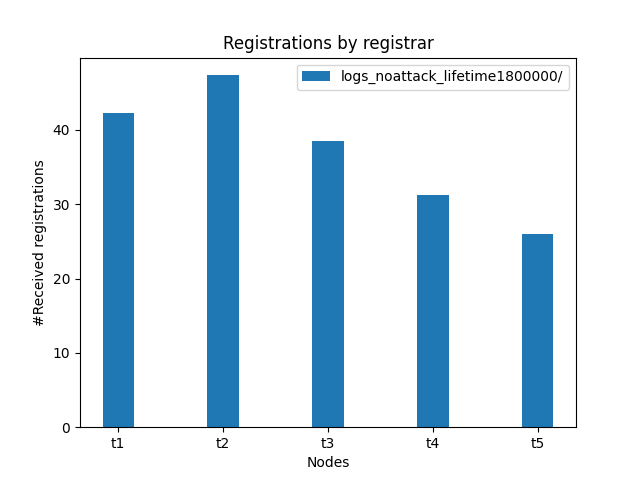 Registrations by registrar
logs_noattack_lifetime1800000/
#Received registrations
40
30
20
10
0
t1 t2 t3 t4 t5
Nodes